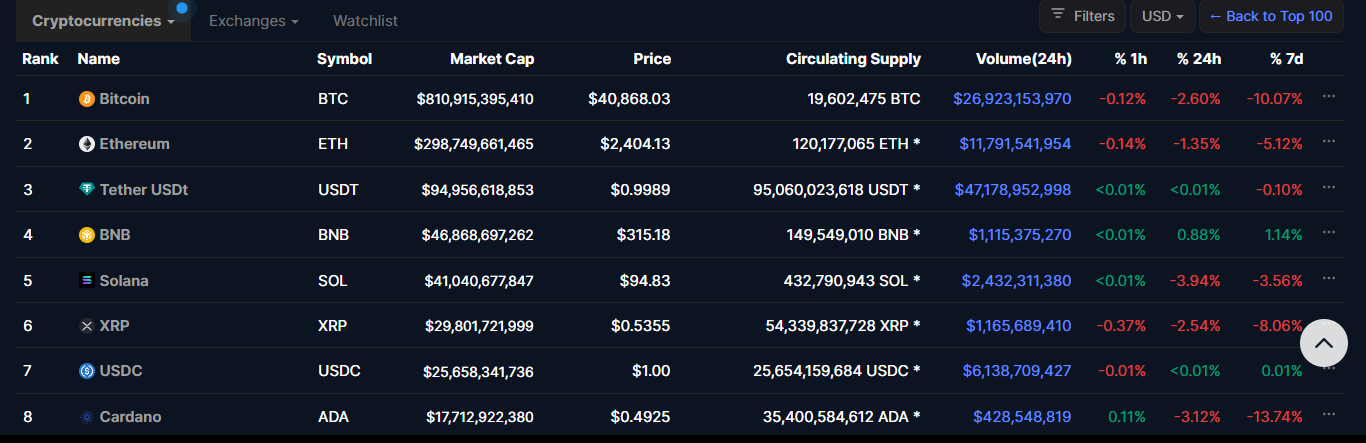 Cryptocurrencies Exchanges Watchlist Filters USD ← Back to Top 100
Rank Name Symbol Market Cap Price Circulating Supply Volume(24h) % 1h % 24h % 7d
1 Bitcoin BTC $810,915,395,410 $40,868.03 19,602,475 BTC $26,923,153,970 -0.12% -2.60% -10.07% ...
2 Ethereum ETH $298,749,661,465 $2,404.13 120,177,065 ETH * $11,791,541,954 -0.14% -1.35% -5.12% ...
3 Tether USDt USDT $94,956,618,853 $0.9989 95,060,023,618 USDT * $47,178,952,998 <0.01% <0.01% -0.10% ...
4 BNB BNB $46,868,697,262 $315.18 149,549,010 BNB * $1,115,375,270 <0.01% 0.88% 1.14% ...
5 Solana SOL $41,040,677,847 $94.83 432,790,943 SOL * $2,432,311,380 <0.01% -3.94% -3.56% ...
6 XRP XRP $29,801,721,999 $0.5355 54,339,837,728 XRP * $1,165,689,410 -0.37% -2.54% -8.06%
7 USDC USDC $25,658,341,736 $1.00 25,654,159,684 USDC * $6,138,709,427 -0.01% <0.01% 0.01% ...
8 Cardano ADA $17,712,922,380 $0.4925 35,400,584,612 ADA * $428,548,819 0.11% -3.12% -13.74% ...